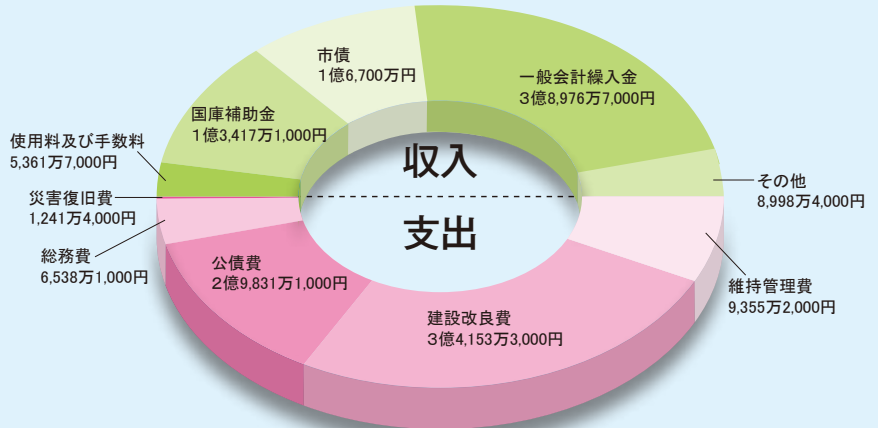 市債
1億6,700万円
一般会計繰入金
3億8,976万7,000円
国庫補助金
1億3,417万1,000円
使用料及び手数料
5,361万7,000円
収入
その他
8,998万4,000円
災害復旧費
1,241万4,000円
支出
総務費
6,538万1,000円
公債費
2億9,831万1,000円
維持管理費
9,355万2,000円
建設改良費
3億4,153万3,000円